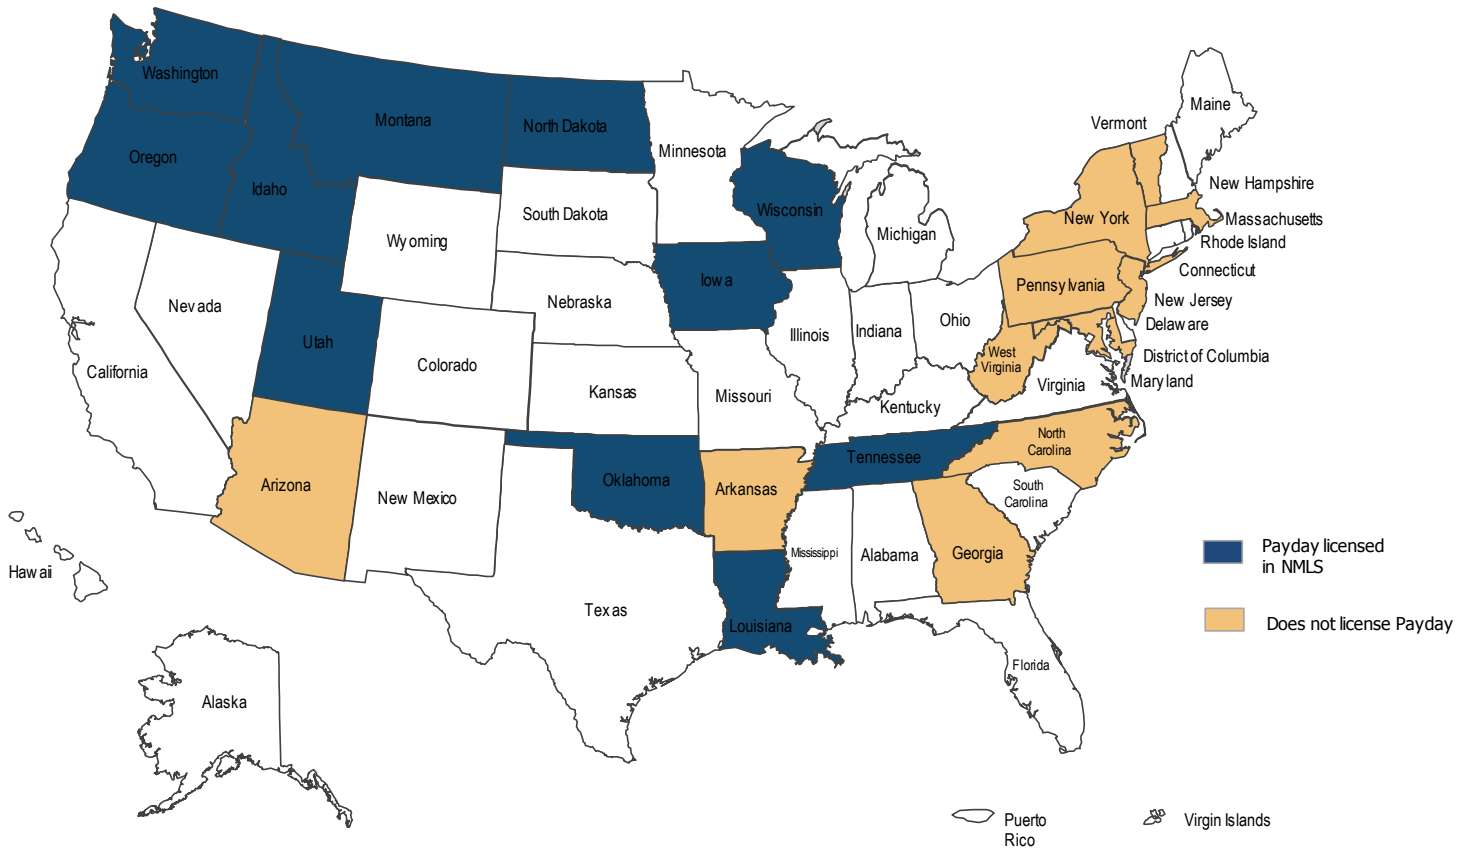 Washington
Montana
North Dakota
Minnesota
Maine
Vermont
Oregon
Idaho
Wisconsin
New Hampshire
South Dakota
New York
Massachusetts
Wyoming
Michigan
Rhode Island
Connecticut
Iowa
Pennsylvania
Nevada
Nebraska
New Jersey
Illinois
Indiana
Ohio
Delaware
Utah
West
Virginia
District of Columbia
California
Colorado
Kansas
Missouri
Kentucky
Virginia
Maryland
North
Carolina
Tennessee
Arizona
New Mexico
Oklahoma
Arkansas
South
Carolina
Mississippi
Alabama
Georgia
Payday licensed
in NMLS
Hawaii
Texas
Louisiana
Does not license Payday
Florida
Alaska
Puerto
Rico
Virgin Islands